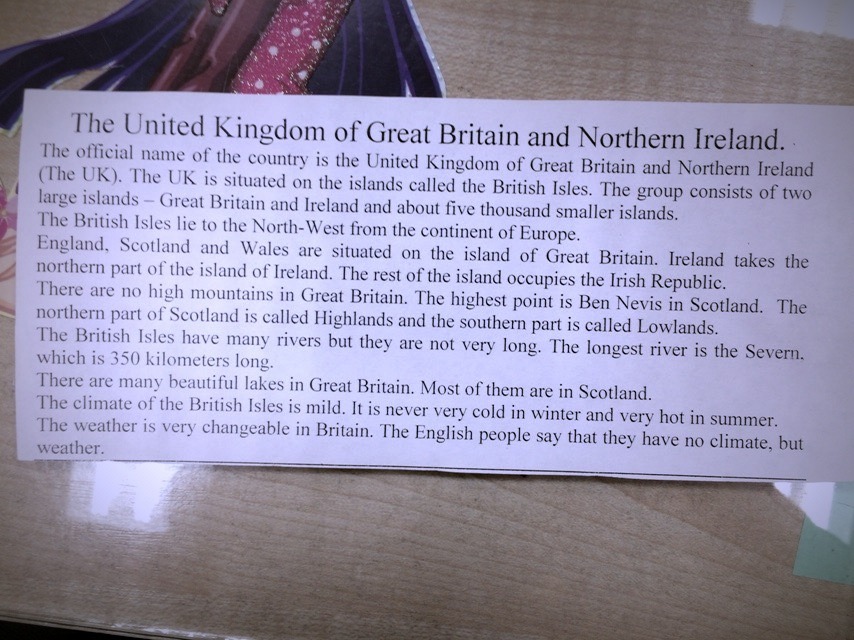 The United Kingdom of Great Britain and Northern Ireland.
The official name of the country is the United Kingdom of Great Britain and Northern Ireland
(The UK). The UK is situated on the islands called the British Isles. The group consists of two
large islands – Great Britain and Ireland and about five thousand smaller islands.
The British Isles lie to the North-West from the continent of Europe.
England, Scotland and Wales are situated on the island of Great Britain. Ireland takes the
northern part of the island of Ireland. The rest of the island occupies the Irish Republic.
There are no high mountains in Great Britain. The highest point is Ben Nevis in Scotland. The
northern part of Scotland is called Highlands and the southern part is called Lowlands.
The British Isles have many rivers but they are not very long. The longest river is the Severn.
which is 350 kilometers long.
There are many beautiful lakes in Great Britain. Most of them are in Scotland.
The climate of the British Isles is mild. It is never very cold in winter and very hot in summer.
The weather is very changeable in Britain. The English people say that they have no climate, but
weather.